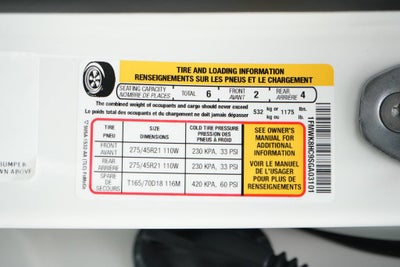 TIRE AND LOADING INFORMATION
RENSEIGNEMENTS SUR LES PNEUS ET LE CHARGEMENT
SEATING CAPACITY
NOMBRE DE PLACES
TOTAL 6
FRONT
AVANT 2
REAR
ARRIÈRE 4
The combined weight of occupants and cargo should never exceed
Le poids total des occupants et du chargement ne doit jamais dépasser
532 kg or kg ou 1175 lbs. lb.
TIRE
PNEU
SIZE
DIMENSIONS
COLD TIRE PRESSURE
PRESSION DES
PNEUS À FROID
FRONT
AVANT
275/45R21 110W
230 KPA, 33 PSI
REAR
ARRIÈRE
275/45R21 110W
230 KPA, 33 PSI
SPARE
DE
SECOURS
T165/70D18 116M
420 KPA, 60 PSI
SEE OWNER'S
MANUAL FOR
ADDITIONAL
INFORMATION
VOIR LE MANUEL
DE L'USAGER
POUR PLUS DE
RENSEIGNEMENTS
BUMPER
WN ABOVE